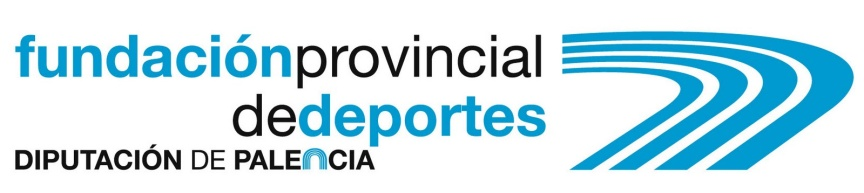 fundaciónprovincial
dedeportes
DIPUTACIÓN DE PALENCIA